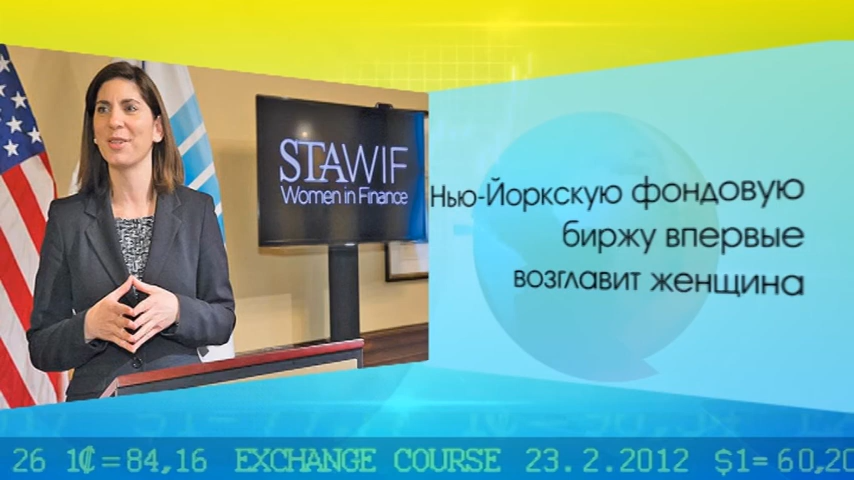 STAWIF
Women in Finance
Нью-Йоркскую фондовую
биржу впервые
возглавит женщина
26 1₵=84,16 EXCHANGE COURSE 23.2.2012 $1=60,20